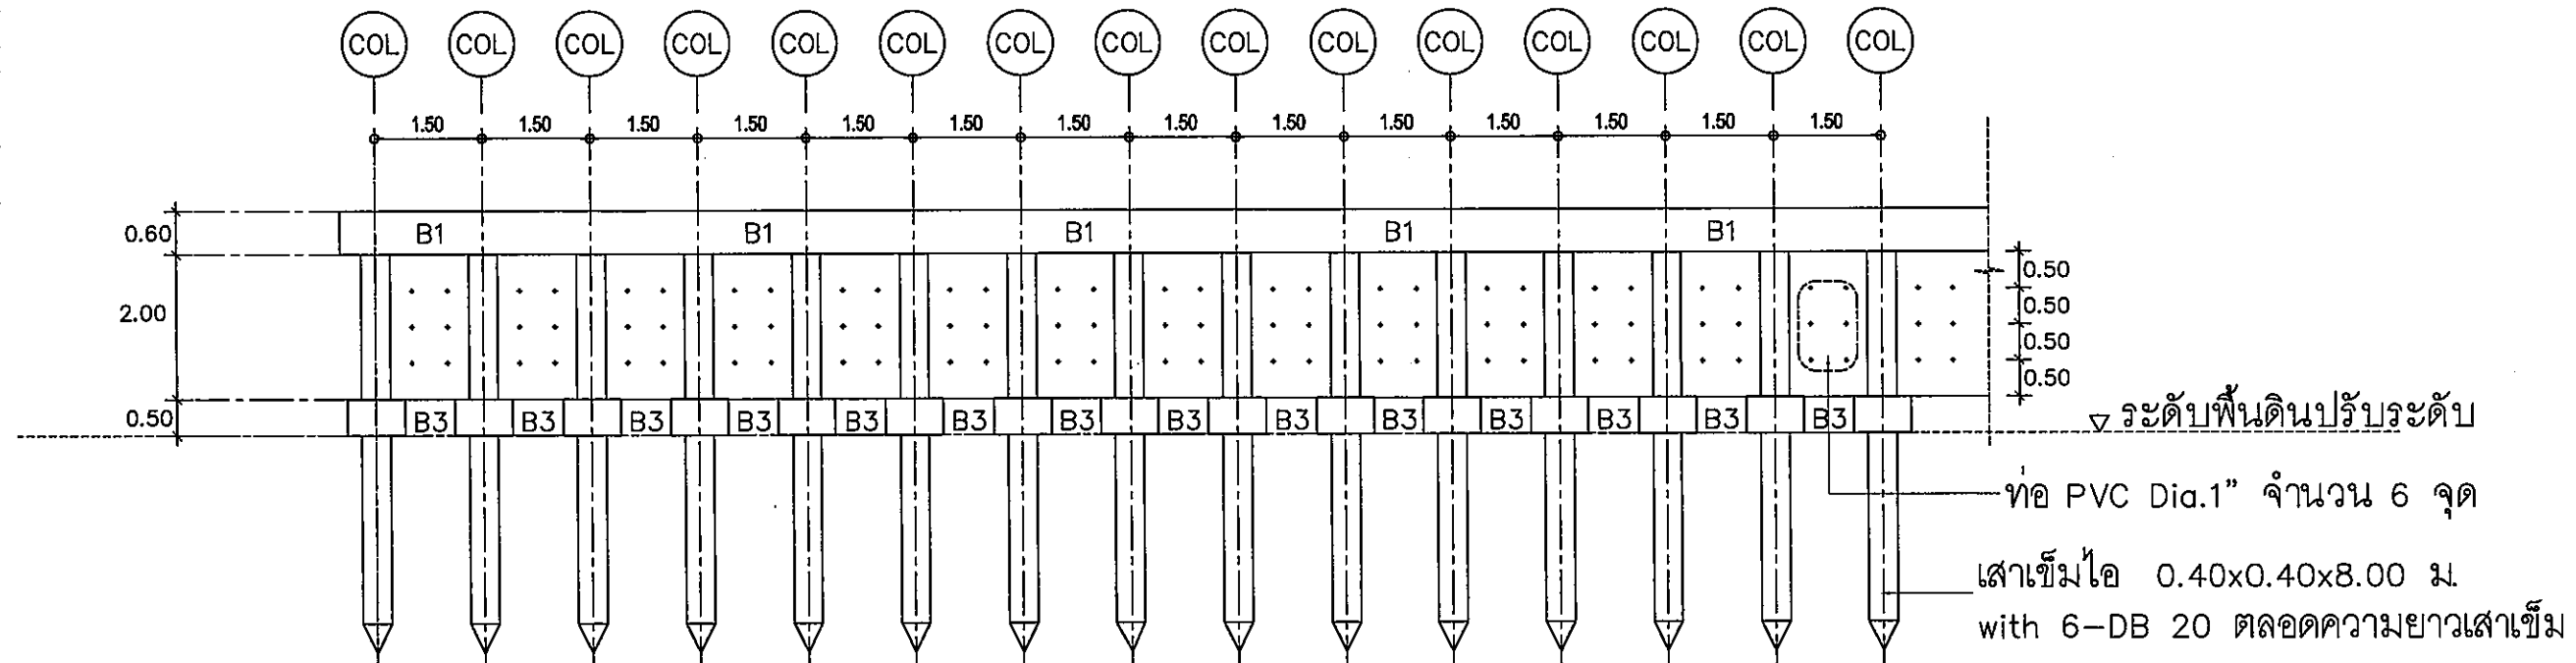 COL COL COL COL COL COL COL COL COL COL COL COL COL COL COL
1.50 1.50 1.50 1.50 1.50 1.50 1.50 1.50 1.50 1.50 1.50 1.50 1.50 1.50
0.60 B1 B1 B1 B1 B1
0.50
0.50
2.00
0.50
0.50
0.50 B3 B3 B3 B3 B3 B3 B3 B3 B3 B3 B3 B3 B3 B3
ระดับพื้นดินปรับระดับ
ท่อ PVC Dia.1" จำนวน 6 จุด
เสาเข็มไอ 0.40x0.40x8.00 ม.
with 6-DB 20 ตลอดความยาวเสาเข็ม